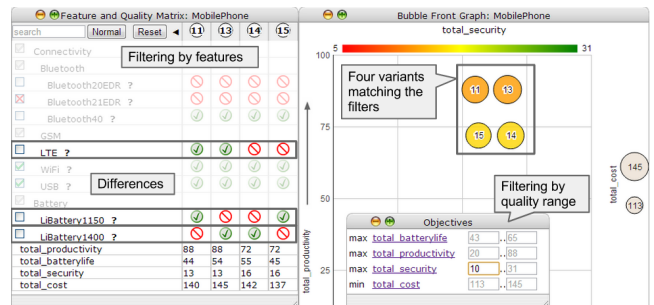 Feature and Quality Matrix: MobilePhone
search Normal Reset ◄ 11 13 14 15
Connectivity
Filtering by features
Bluetooth
Bluetooth20EDR ?
Bluetooth21EDR ?
Bluetooth40 ?
GSM
LTE ?
WiFi ?
USB ?
Differences
Battery
LiBattery1150 ?
LiBattery1400 ?
total_productivity 88 88 72 72
total_batterylife 44 54 55 45
total_security 13 13 16 16
total_cost 140 145 142 137
Bubble Front Graph: MobilePhone
total_security
5 31
100
75
50
25
total_productivity
Four variants matching the filters
11 13
15 14
total_cost
145
113
Filtering by quality range
Objectives
max total_batterylife 43 .. 65
max total_productivity 20 .. 88
max total_security 10 .. 31
min total_cost 113 .. 145